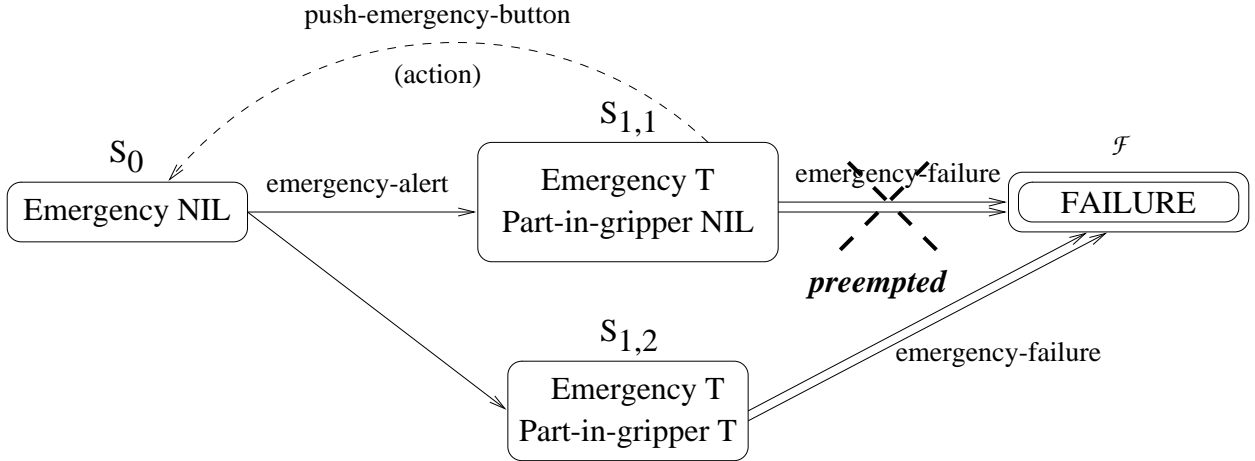 push-emergency-button
(action)
S1,1
S0
ℱ
emergency-alert
Emergency T
emergency-failure
Emergency NIL
Part-in-gripper NIL
FAILURE
preempted
S1,2
emergency-failure
Emergency T
Part-in-gripper T